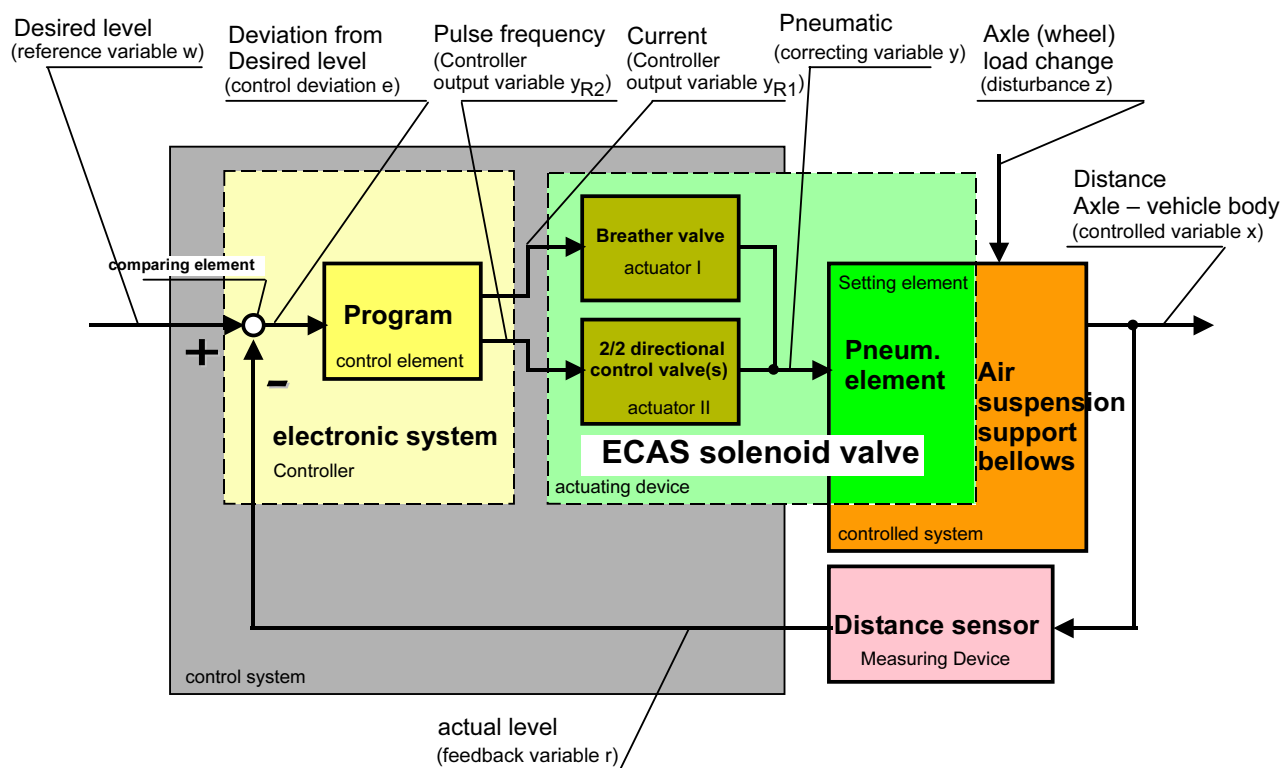 Desired level
(reference variable w)
Deviation from
Desired level
(control deviation e)
Pulse frequency
(Controller
output variable yR2)
Current
(Controller
output variable yR1)
Pneumatic
(correcting variable y)
Axle (wheel)
load change
(disturbance z)
Distance
Axle – vehicle body
(controlled variable x)
comparing element
+
-
Program
control element
electronic system
Controller
Breather valve
actuator I
2/2 directional
control valve(s)
actuator II
ECAS solenoid valve
actuating device
Setting element
Pneum.
element
Air
suspension
support
bellows
controlled system
Distance sensor
Measuring Device
control system
actual level
(feedback variable r)